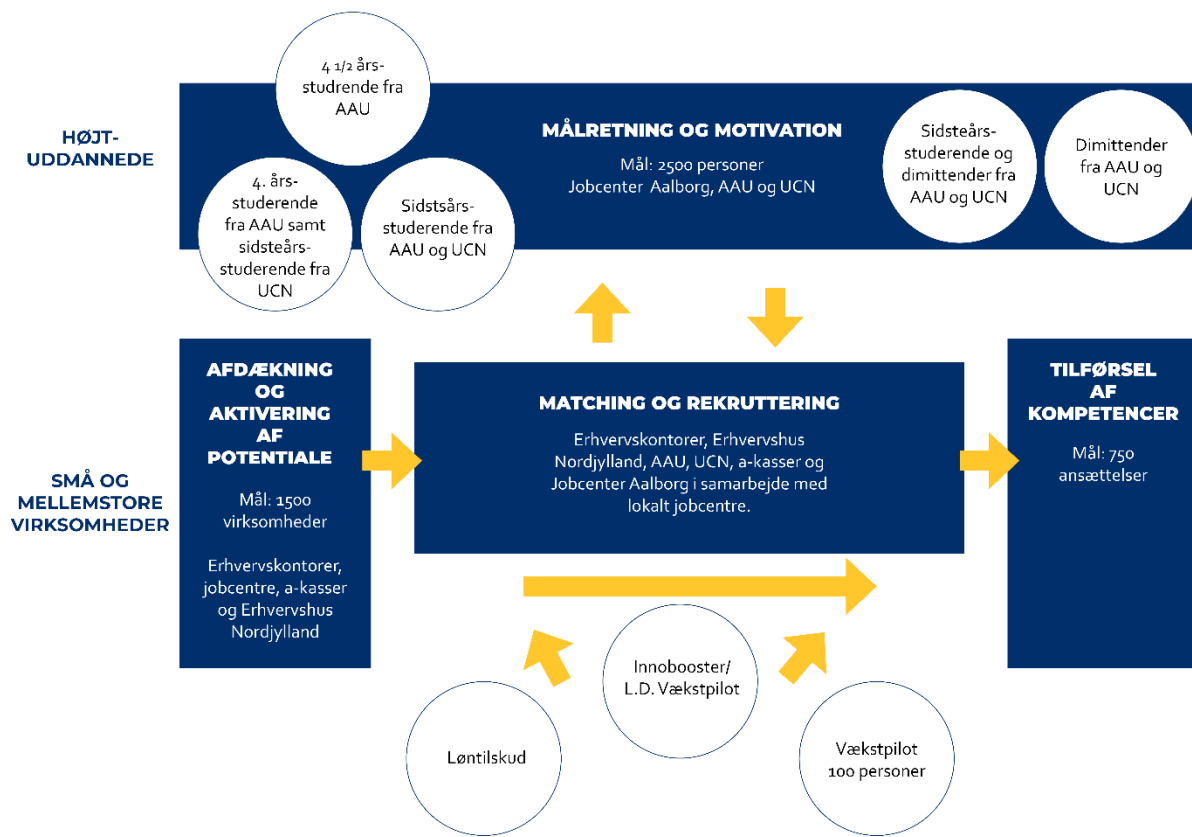 HØJT-
UDDANNEDE
4 1/2 års-
studrende fra
AAU
4. års-
studerende
fra AAU samt
sidsteårs-
studerende fra
UCN
Sidstsårs-
studerende fra
AAU og UCN
MÅLRETNING OG MOTIVATION
Mål: 2500 personer
Jobcenter Aalborg, AAU og UCN
Sidsteårs-
studerende og
dimittender fra
AAU og UCN
Dimittender
fra AAU og
UCN
SMÅ OG
MELLEMSTORE
VIRKSOMHEDER
AFDÆKNING
OG
AKTIVERING
AF
POTENTIALE
Mål: 1500
virksomheder
Erhvervskontorer,
jobcentre, a-kasser
og Erhvervshus
Nordjylland
MATCHING OG REKRUTTERING
Erhvervskontorer, Erhvervshus
Nordjylland, AAU, UCN, a-kasser og
Jobcenter Aalborg i samarbejde med
lokalt jobcentre.
TILFØRSEL
AF
KOMPETENCER
Mål: 750
ansættelser
Løntilskud
Innobooster/
L.D. Vækstpilot
Vækstpilot
100 personer